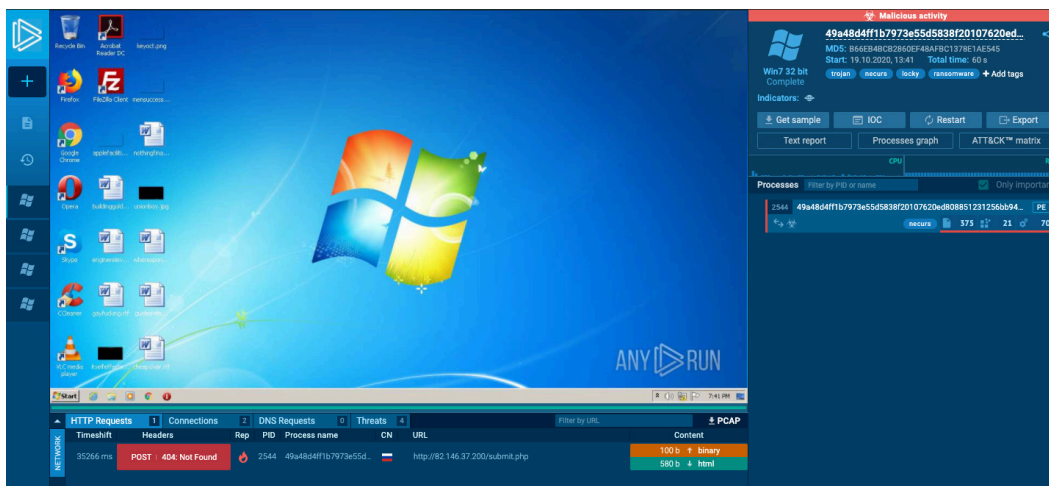 Malicious activity
49a48d4ff1b7973e55d5838f20107620ed...
MD5: B66EB4BCB2860EF48AFBC1378E1AE545
Start: 19.10.2020, 13:41 Total time: 60 s
Win7 32 bit
Complete
trojan necurs locky ransomware + Add tags
Indicators:
Get sample IOC Restart Export
Text report Processes graph ATT&CK™ matrix
CPU
Processes Filter by PID or name Only importan
2544 49a48d4ff1b7973e55d5838f20107620ed808851231256bb94... PE
necurs 375 21 70
Recycle Bin Acrobat Reader DC keyoct.png
Firefox FileZilla Client
Google Chrome
Opera
Skype
CCleaner
VLC media player
ANY RUN
Start 7:41 PM
HTTP Requests 1 Connections 2 DNS Requests 0 Threats 4 Filter by URL PCAP
NETWORK
Timeshift Headers Rep PID Process name CN URL Content
35266 ms POST 404: Not Found 2544 49a48d4ff1b7973e55d... http://82.146.37.200/submit.php 100 b binary
580 b html